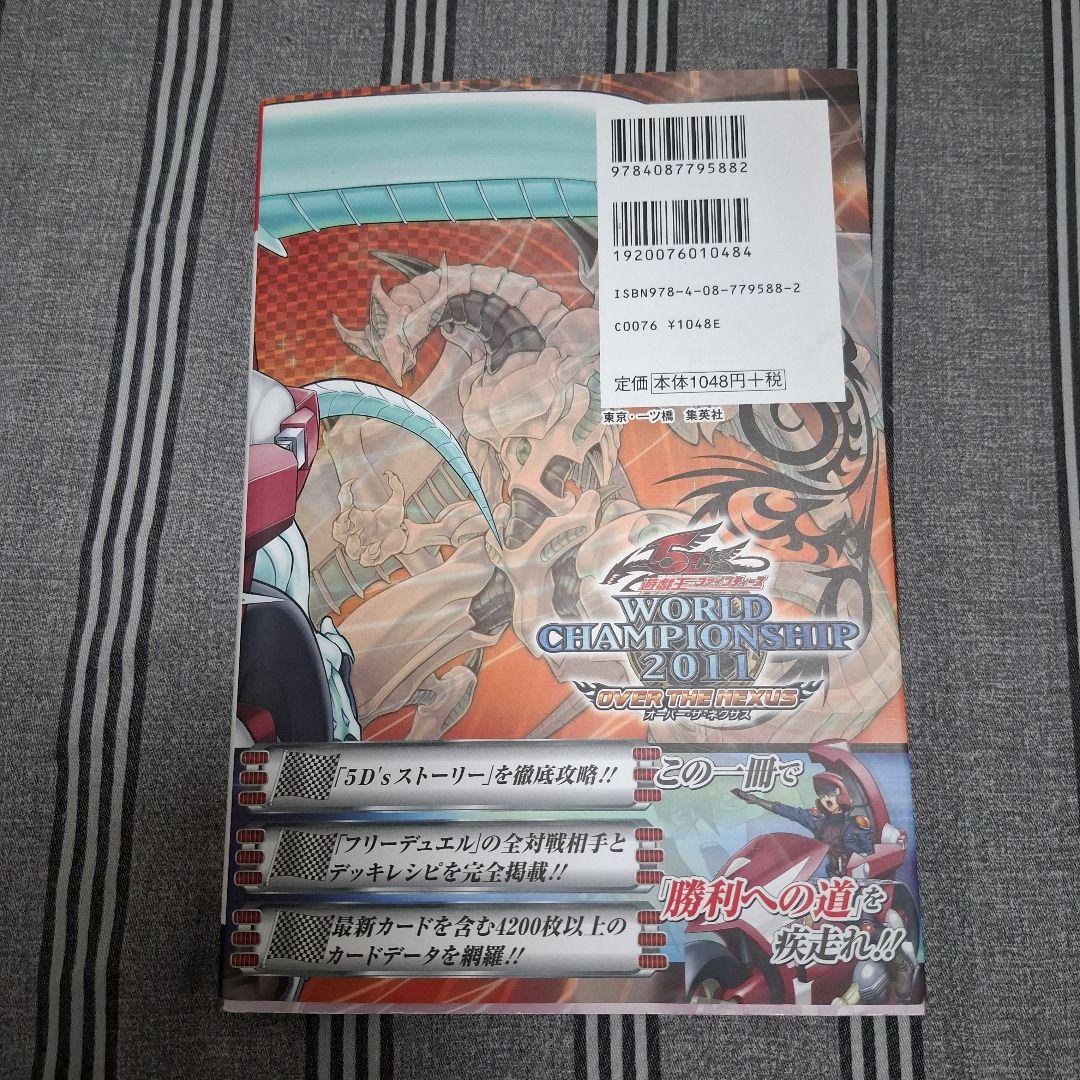 9784087795882
1920076010484
ISBN978-4-08-779588-2
C0076 ¥1048E
定価 本体1048円+税
東京・一ツ橋 集英社
5D's
遊戯王ファイブディーズ
WORLD
CHAMPIONSHIP
2011
OVER THE NEXUS
オーバー・ザ・ネクサス
「5D'sストーリー」を徹底攻略!!
「フリーデュエル」の全対戦相手と
デッキレシピを完全掲載!!
最新カードを含む4200枚以上の
カードデータを網羅!!
この一冊で
「勝利への道」を
疾走れ!!